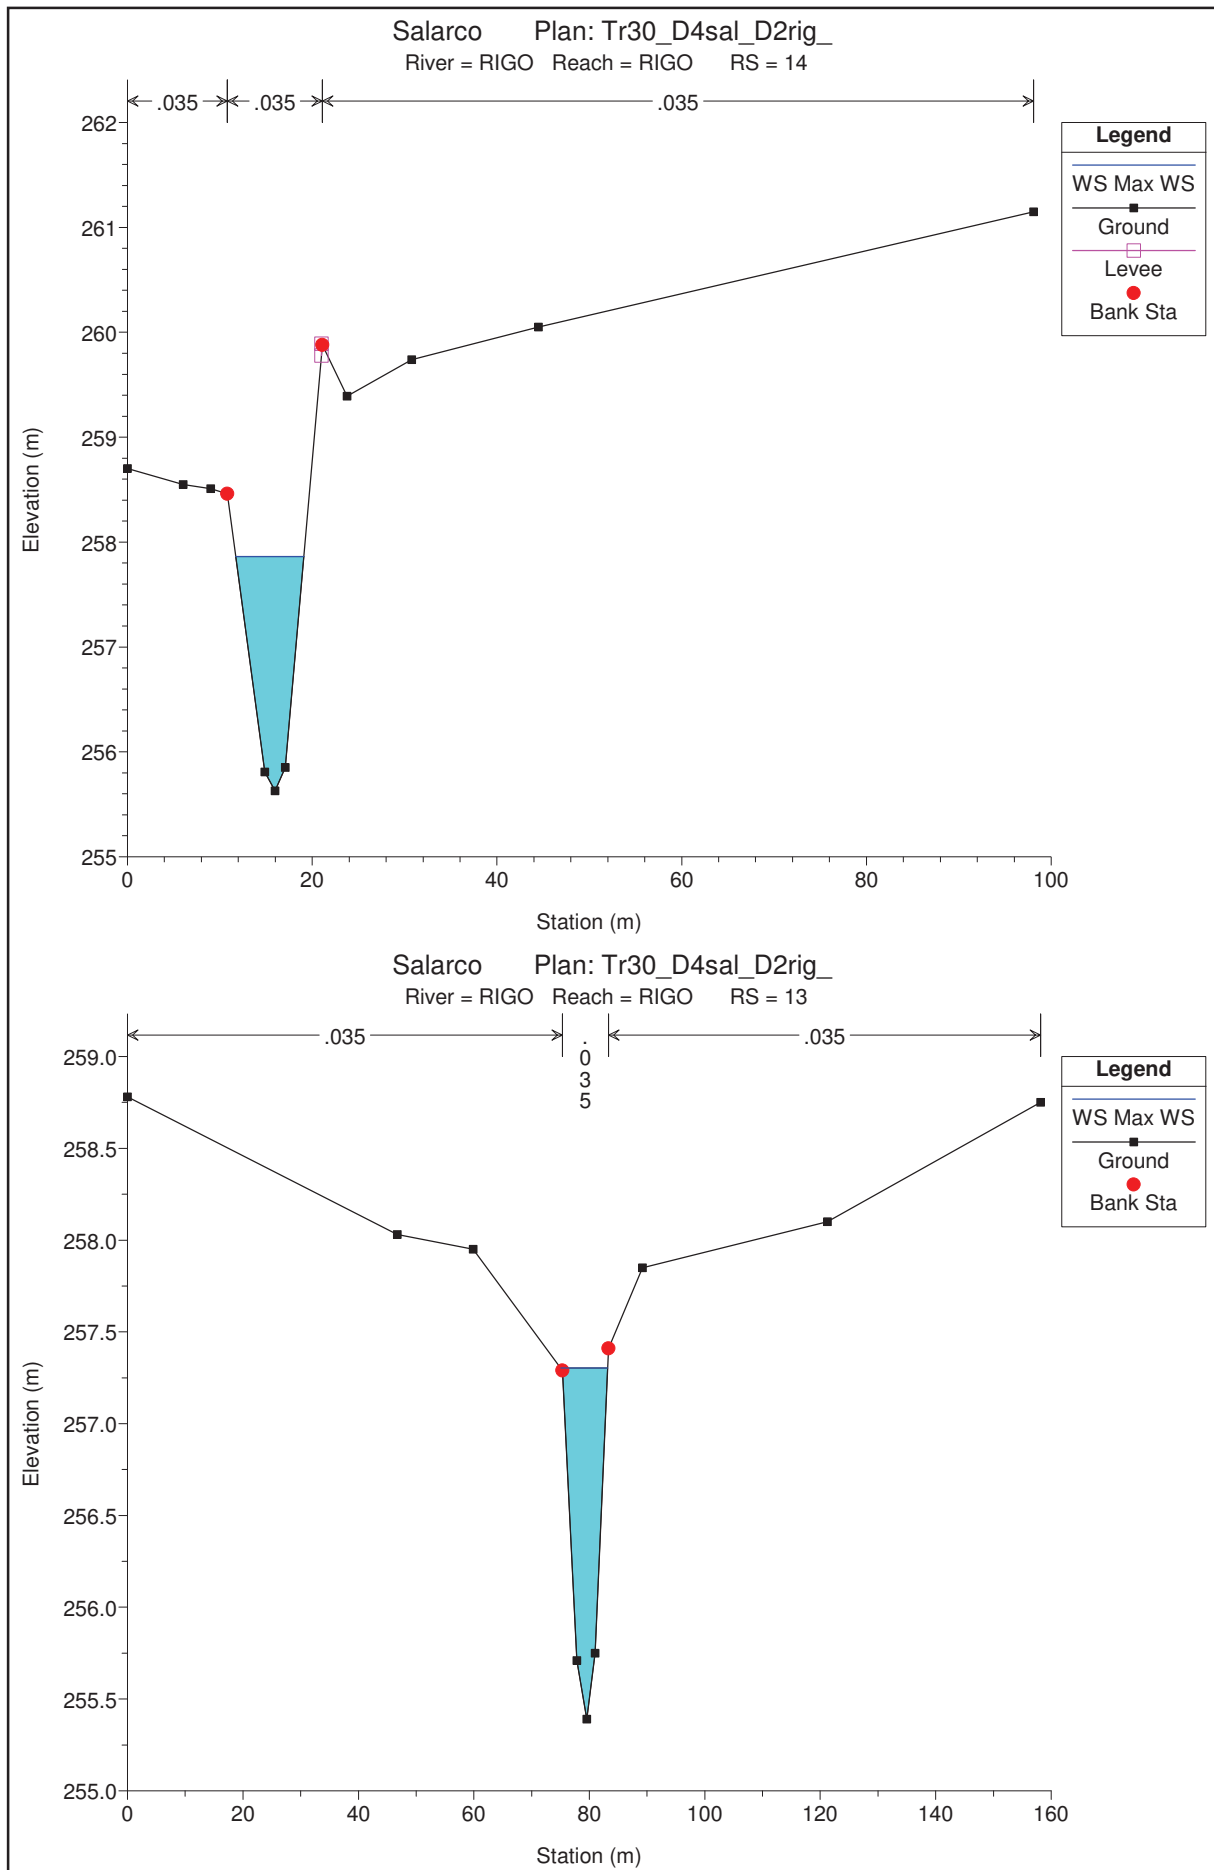 Salarco Plan: Tr30_D4sal_D2rig_
River = RIGO Reach = RIGO RS = 14
.035 .035 .035
262
261
260
259
258
257
256
255
Elevation (m)
0 20 40 60 80 100
Station (m)
Legend
WS Max WS
Ground
Levee
Bank Sta
Salarco Plan: Tr30_D4sal_D2rig_
River = RIGO Reach = RIGO RS = 13
.035 .035 .035
259.0
258.5
258.0
257.5
257.0
256.5
256.0
255.5
255.0
Elevation (m)
0 20 40 60 80 100 120 140 160
Station (m)
Legend
WS Max WS
Ground
Bank Sta